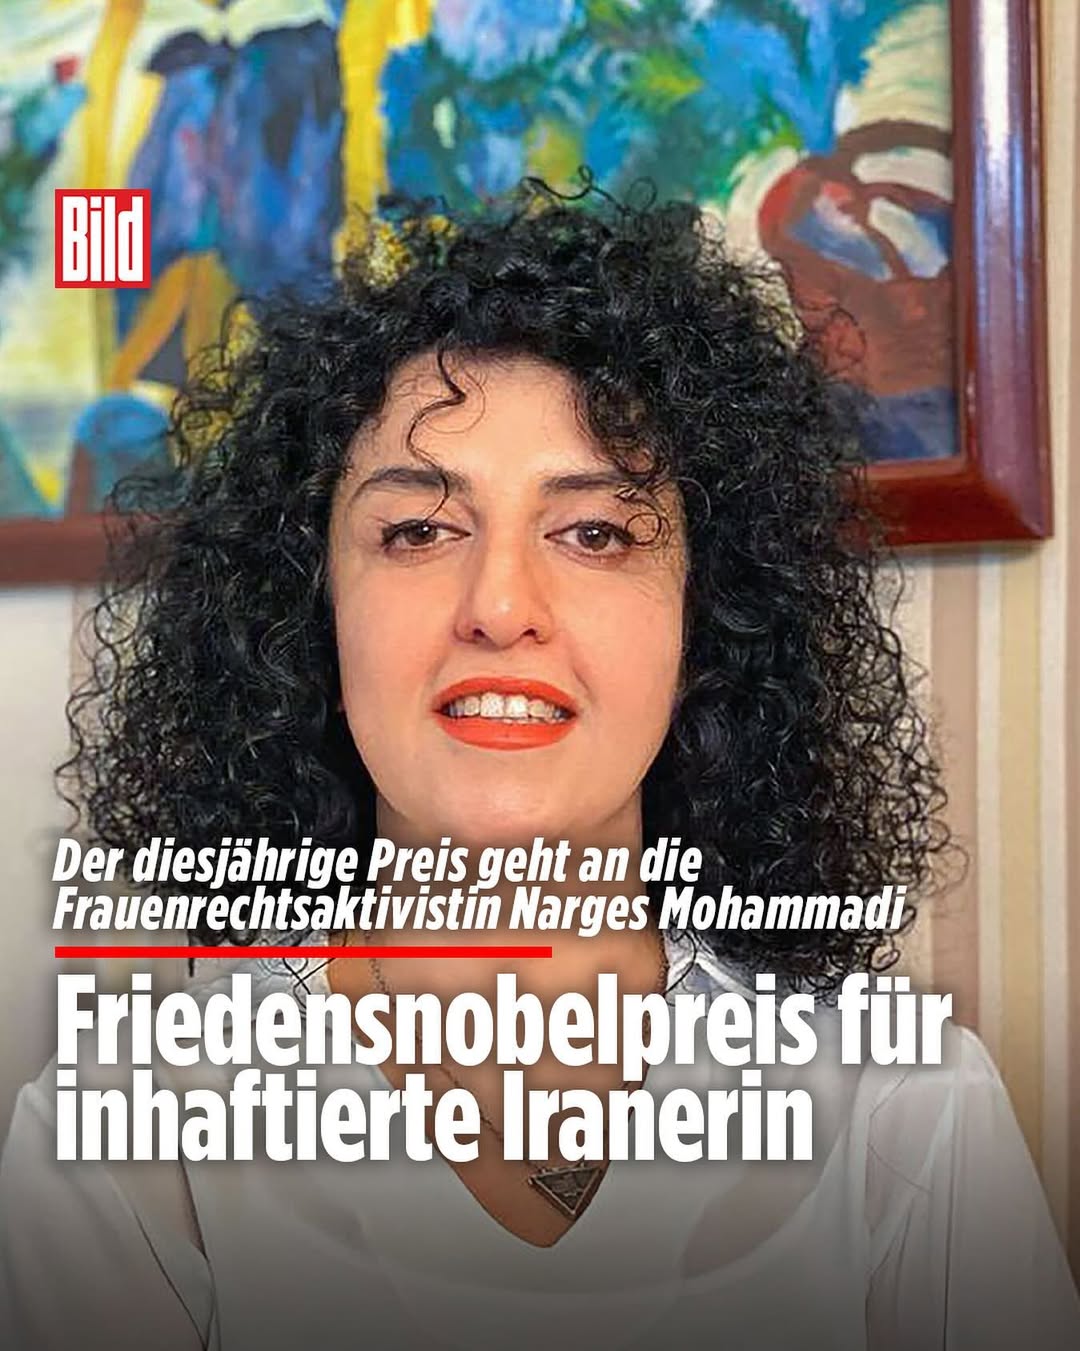 Bild
Der diesjährige Preis geht an die
Frauenrechtsaktivistin Narges Mohammadi
Friedensnobelpreis für
inhaftierte Iranerin